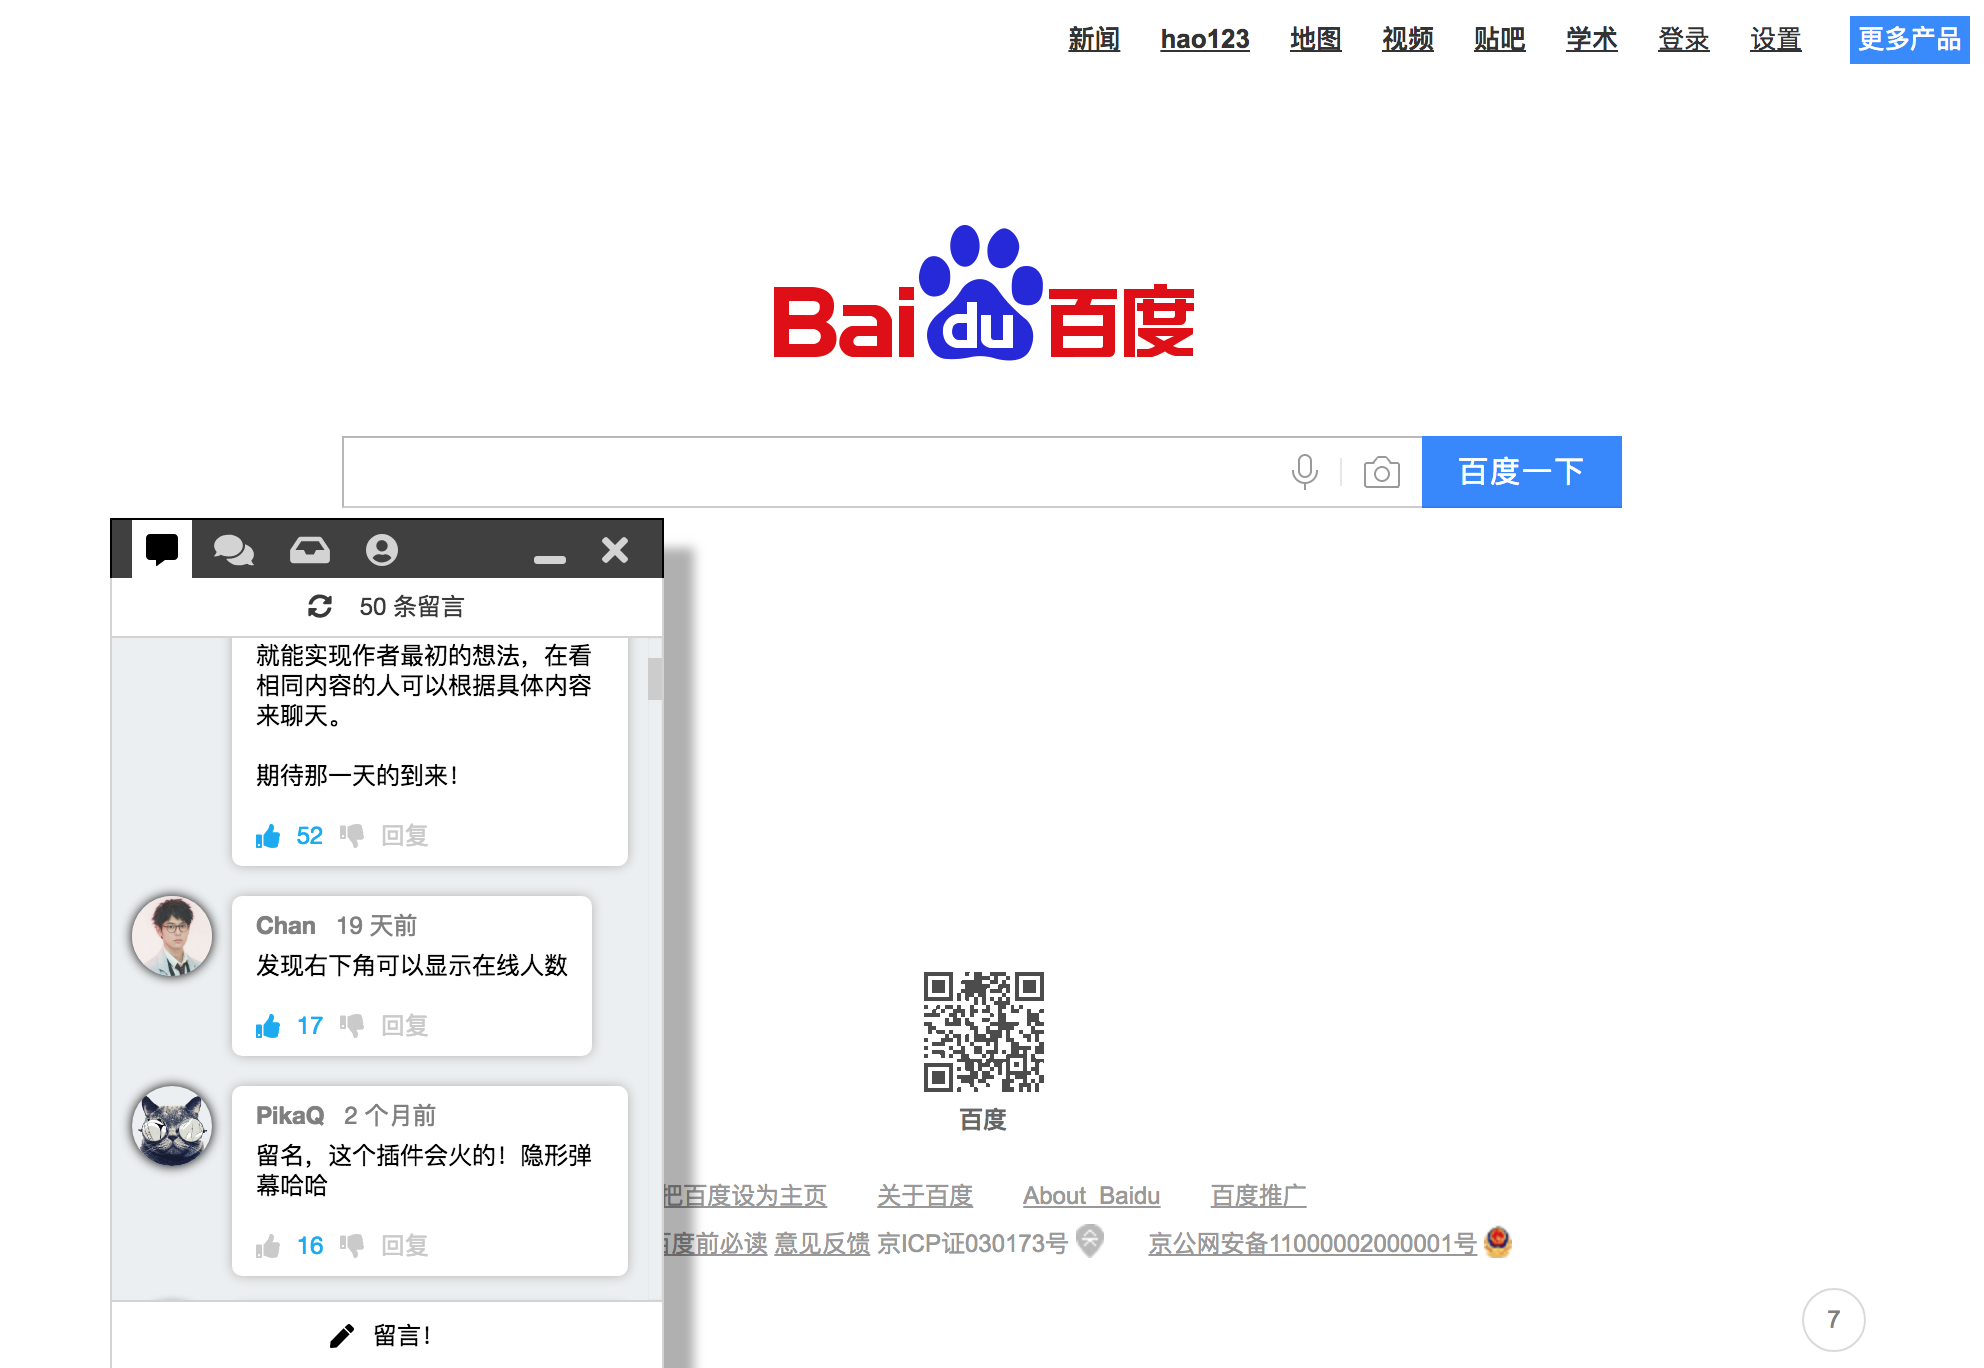 新闻 hao123 地图 视频 贴吧 学术 登录 设置 更多产品
Bai du 百度
百度一下
50 条留言
就能实现作者最初的想法，在看
相同内容的人可以根据具体内容
来聊天。
期待那一天的到来！
52 回复
Chan 19 天前
发现右下角可以显示在线人数
17 回复
PikaQ 2 个月前
留名，这个插件会火的！隐形弹
幕哈哈
16 回复
留言！
百度
把百度设为主页 关于百度 About Baidu 百度推广
百度前必读 意见反馈 京ICP证030173号 京公网安备11000002000001号
7